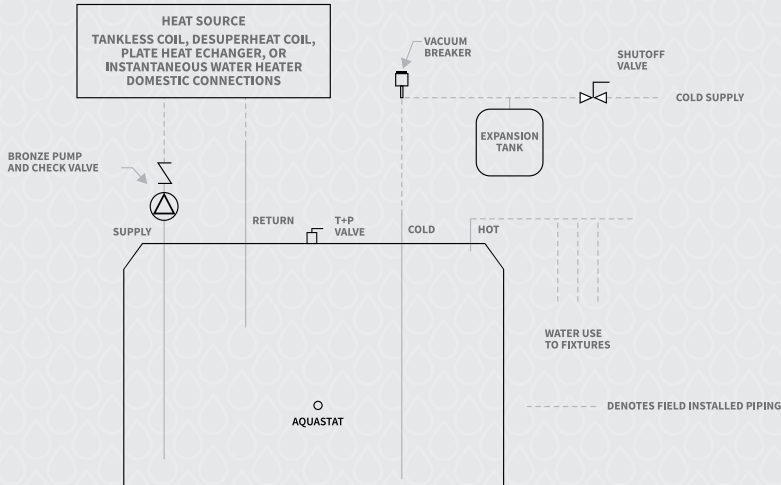 HEAT SOURCE
TANKLESS COIL, DESUPERHEAT COIL,
PLATE HEAT ECHANGER, OR
INSTANTANEOUS WATER HEATER
DOMESTIC CONNECTIONS
VACUUM
BREAKER
SHUTOFF
VALVE
COLD SUPPLY
EXPANSION
TANK
BRONZE PUMP
AND CHECK VALVE
SUPPLY
RETURN
T+P
VALVE
COLD
HOT
WATER USE
TO FIXTURES
AQUASTAT
DENOTES FIELD INSTALLED PIPING